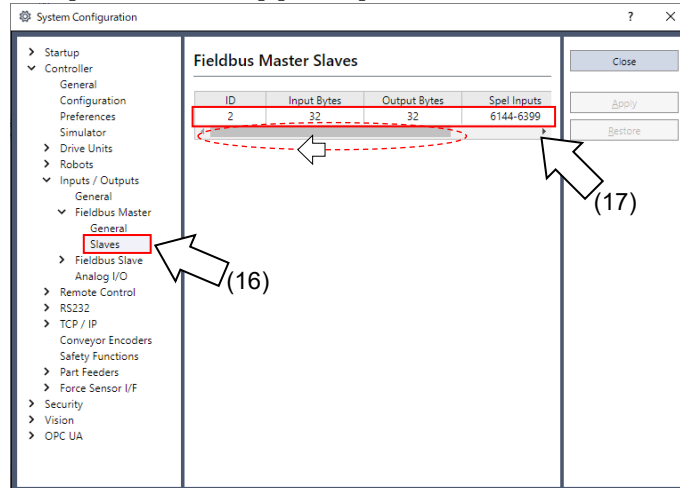 System Configuration
?
Startup
Controller
General
Configuration
Preferences
Simulator
Drive Units
Robots
Inputs / Outputs
General
Fieldbus Master
General
Slaves
Fieldbus Slave
Analog I/O
Remote Control
RS232
TCP / IP
Conveyor Encoders
Safety Functions
Part Feeders
Force Sensor I/F
Security
Vision
OPC UA
(16)
Fieldbus Master Slaves
ID Input Bytes Output Bytes Spel Inputs
2 32 32 6144-6399
(17)
Close
Apply
Restore